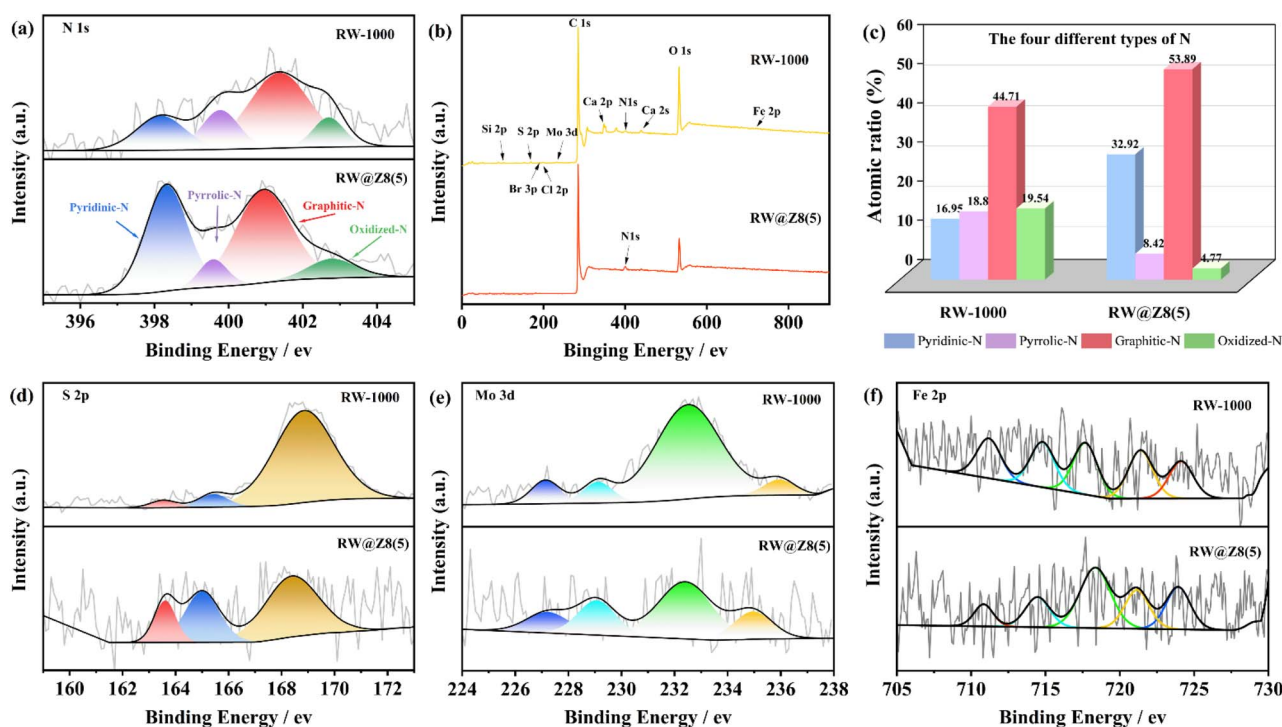 (a)
N 1s
RW-1000
RW@Z8(5)
Pyridinic-N
Pyrrolic-N
Graphitic-N
Oxidized-N
396 398 400 402 404
Binding Energy / ev
Intensity (a.u.)
(b)
C 1s
RW-1000
O 1s
Ca 2p
N1s
Ca 2s
Fe 2p
Si 2p
S 2p
Mo 3d
Br 3p
Cl 2p
RW@Z8(5)
N1s
0 200 400 600 800
Binging Energy / ev
Intensity (a.u.)
(c)
The four different types of N
60
50
40
30
20
10
0
Atomic ratio (%)
16.95
18.8
44.71
19.54
32.92
8.42
53.89
4.77
RW-1000
RW@Z8(5)
Pyridinic-N Pyrrolic-N Graphitic-N Oxidized-N
(d)
S 2p
RW-1000
RW@Z8(5)
160 162 164 166 168 170 172
Binding Energy / ev
Intensity (a.u.)
(e)
Mo 3d
RW-1000
RW@Z8(5)
224 226 228 230 232 234 236 238
Binding Energy / ev
Intensity (a.u.)
(f)
Fe 2p
RW-1000
RW@Z8(5)
705 710 715 720 725 730
Binding Energy / ev
Intensity (a.u.)